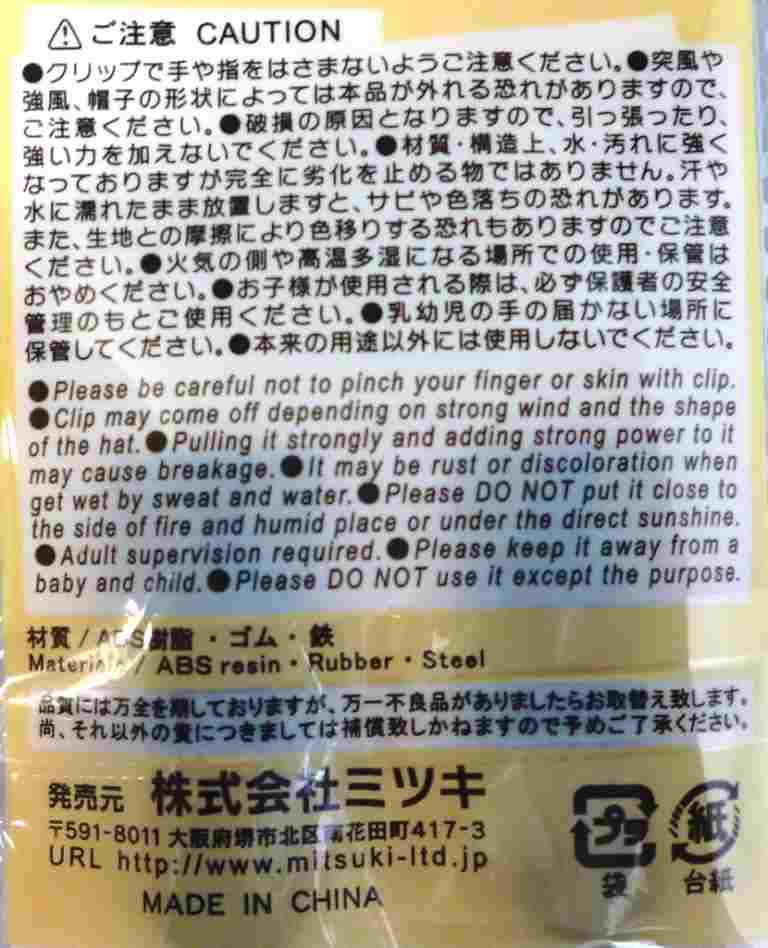 ご注意 CAUTION
●クリップで手や指をはさまないようご注意ください。●突風や
強風、帽子の形状によっては本品が外れる恐れがありますので、
ご注意ください。●破損の原因となりますので、引っ張ったり、
強い力を加えないでください。●材質・構造上、水・汚れに強く
なっておりますが完全に劣化を止める物ではありません。汗や
水に濡れたまま放置しますと、サビや色落ちの恐れがあります。
また、生地との摩擦により色移りする恐れもありますのでご注意
ください。●火気の側や高温多湿になる場所での使用・保管は
おやめください。●お子様が使用される際は、必ず保護者の安全
管理のもとご使用ください。●乳幼児の手の届かない場所に
保管してください。●本来の用途以外には使用しないでください。
●Please be careful not to pinch your finger or skin with clip.
●Clip may come off depending on strong wind and the shape
of the hat.●Pulling it strongly and adding strong power to it
may cause breakage.●It may be rust or discoloration when
get wet by sweat and water.●Please DO NOT put it close to
the side of fire and humid place or under the direct sunshine.
●Adult supervision required.●Please keep it away from a
baby and child.●Please DO NOT use it except the purpose.
材質/ABS樹脂・ゴム・鉄
Materials/ABS resin・Rubber・Steel
品質には万全を期しておりますが、万一不良品がありましたらお取替え致します。
尚、それ以外の責につきましては補償致しかねますので予めご了承ください。
発売元 株式会社ミツキ
〒591-8011 大阪府堺市北区南花田町417-3
URL http://www.mitsuki-ltd.jp
MADE IN CHINA
プラ 紙
袋 台紙